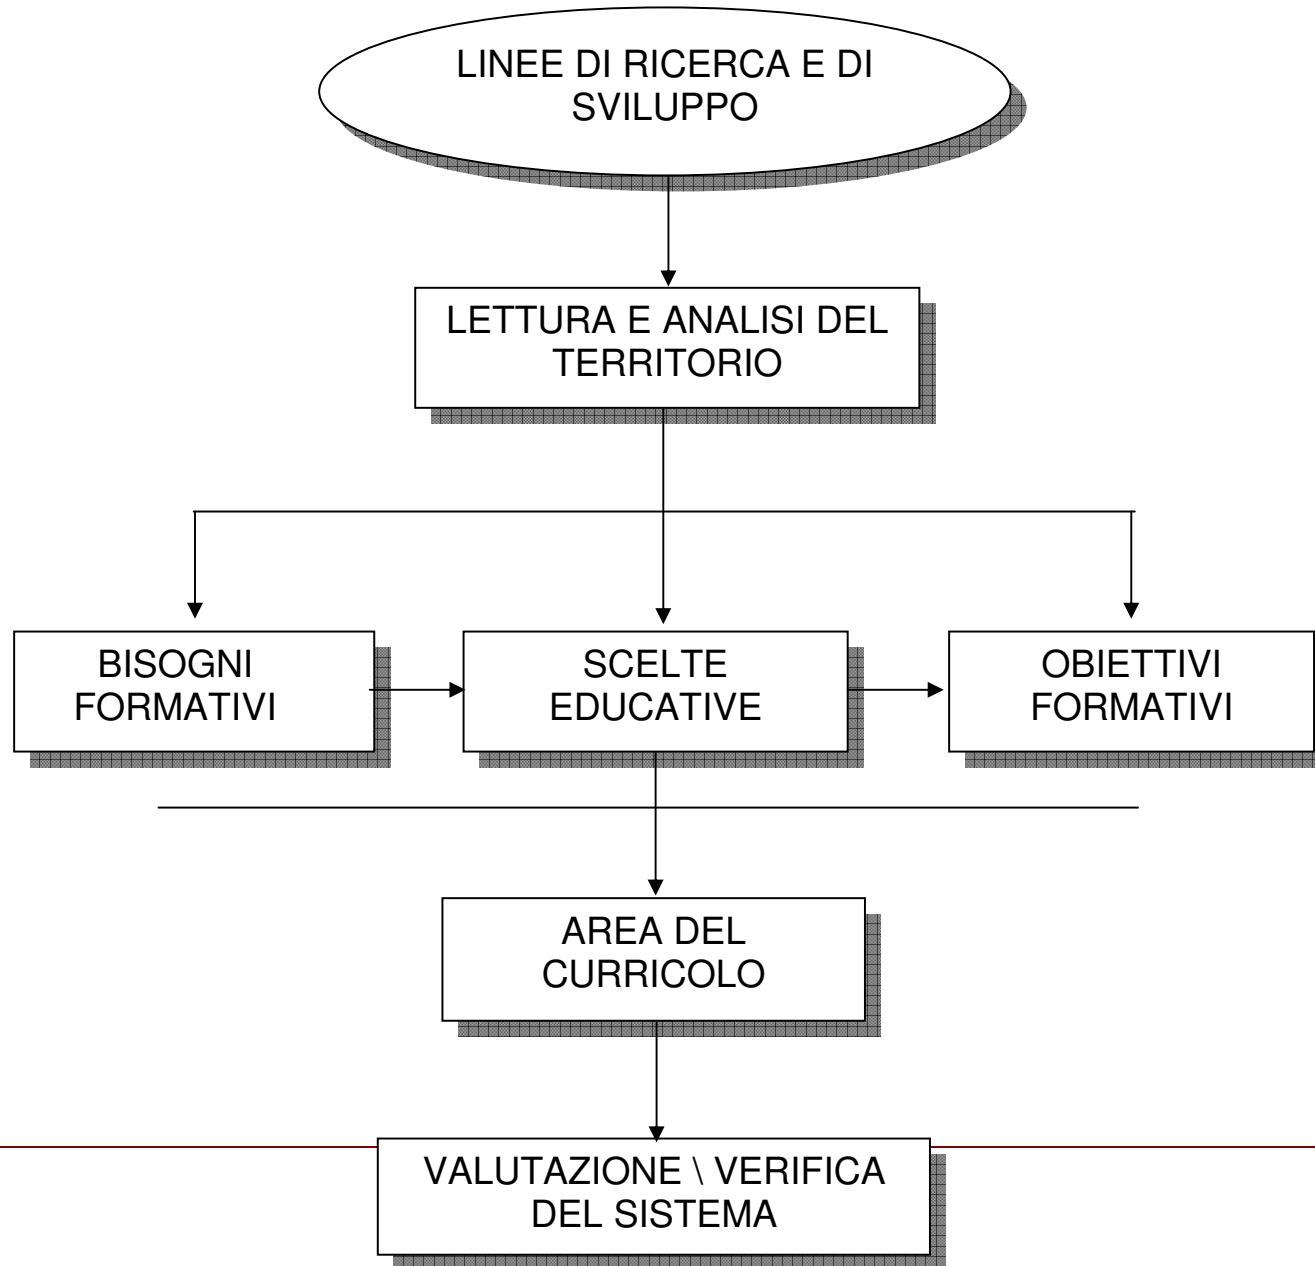 LINEE DI RICERCA E DI
SVILUPPO
LETTURA E ANALISI DEL
TERRITORIO
BISOGNI
FORMATIVI
SCELTE
EDUCATIVE
OBIETTIVI
FORMATIVI
AREA DEL
CURRICOLO
VALUTAZIONE \ VERIFICA
DEL SISTEMA